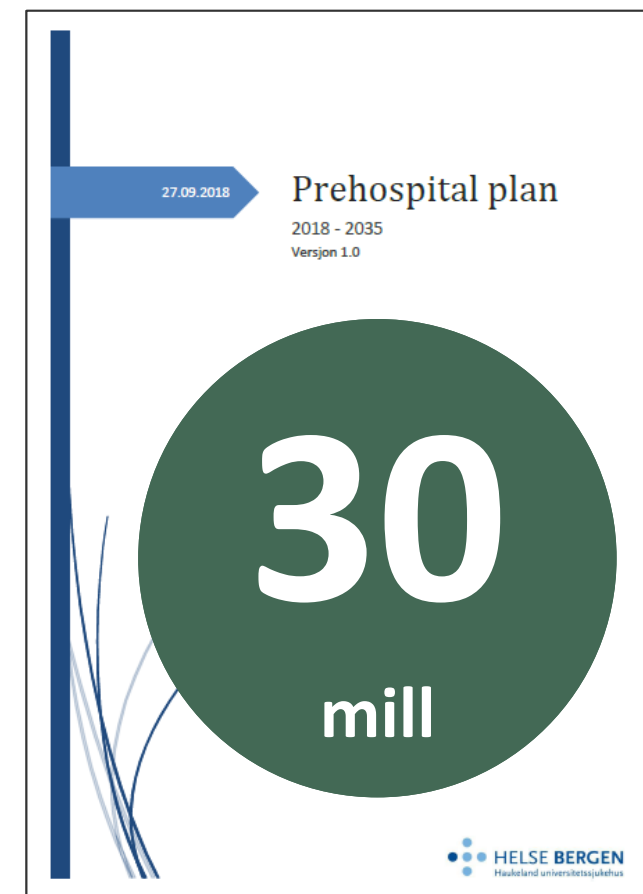 27.09.2018
Prehospital plan
2018 - 2035
Versjon 1.0
30
mill
HELSE BERGEN
Haukeland universitetssjukehus